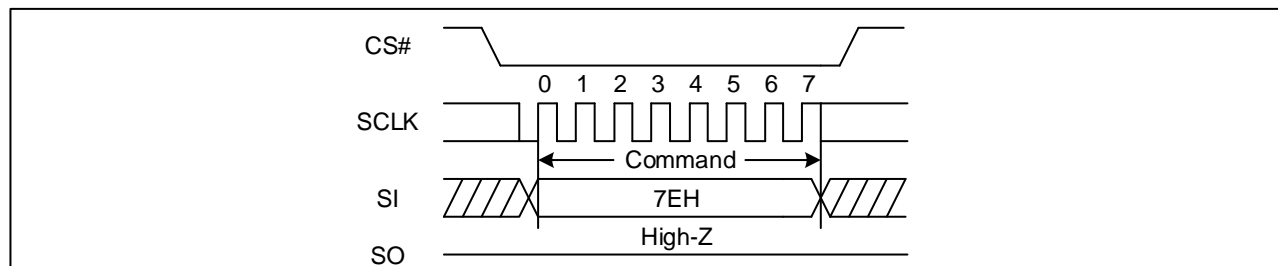 CS#
0 1 2 3 4 5 6 7
SCLK
Command
SI
7EH
High-Z
SO